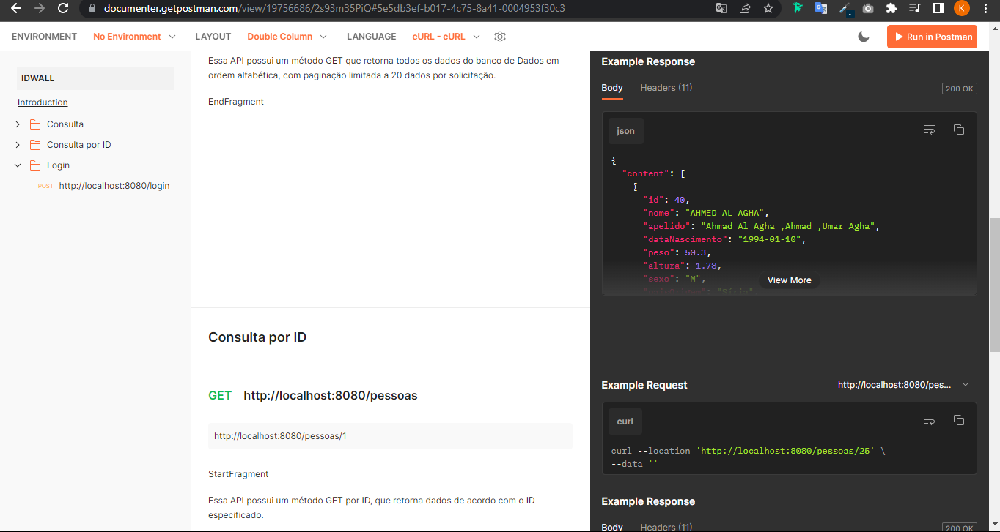 documenter.getpostman.com/view/19756686/2s93m35PiQ#5e5db3ef-b017-4c75-8a41-0004953f30c3
K
ENVIRONMENT No Environment LAYOUT Double Column LANGUAGE cURL - cURL Run in Postman
IDWALL
Introduction
Consulta
Consulta por ID
Login
POST http://localhost:8080/login
Essa API possui um método GET que retorna todos os dados do banco de Dados em
ordem alfabética, com paginação limitada a 20 dados por solicitação.
EndFragment
Consulta por ID
GET http://localhost:8080/pessoas
http://localhost:8080/pessoas/1
StartFragment
Essa API possui um método GET por ID, que retorna dados de acordo com o ID
especificado.
Example Response
Body Headers (11) 200 OK
json
{
"content": [
{
"id": 40,
"nome": "AHMED AL AGHA",
"apelido": "Ahmad Al Agha ,Ahmad ,Umar Agha",
"dataNascimento": "1994-01-10",
"peso": 50.3,
"altura": 1.78,
"sexo": "M",
View More
Example Request http://localhost:8080/pes...
curl
curl --location 'http://localhost:8080/pessoas/25' \
--data ''
Example Response
Body Headers (11) 200 OK